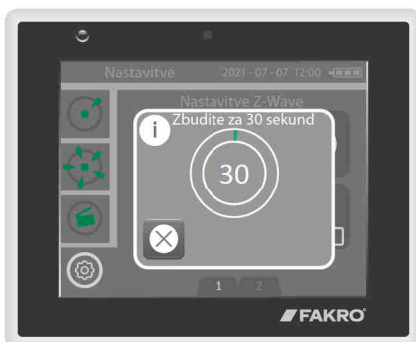 Nastavitve 2021-07-07 12:00
Nastavitve Z-Wave
i Zbudite za 30 sekund
30
1 2
FAKRO